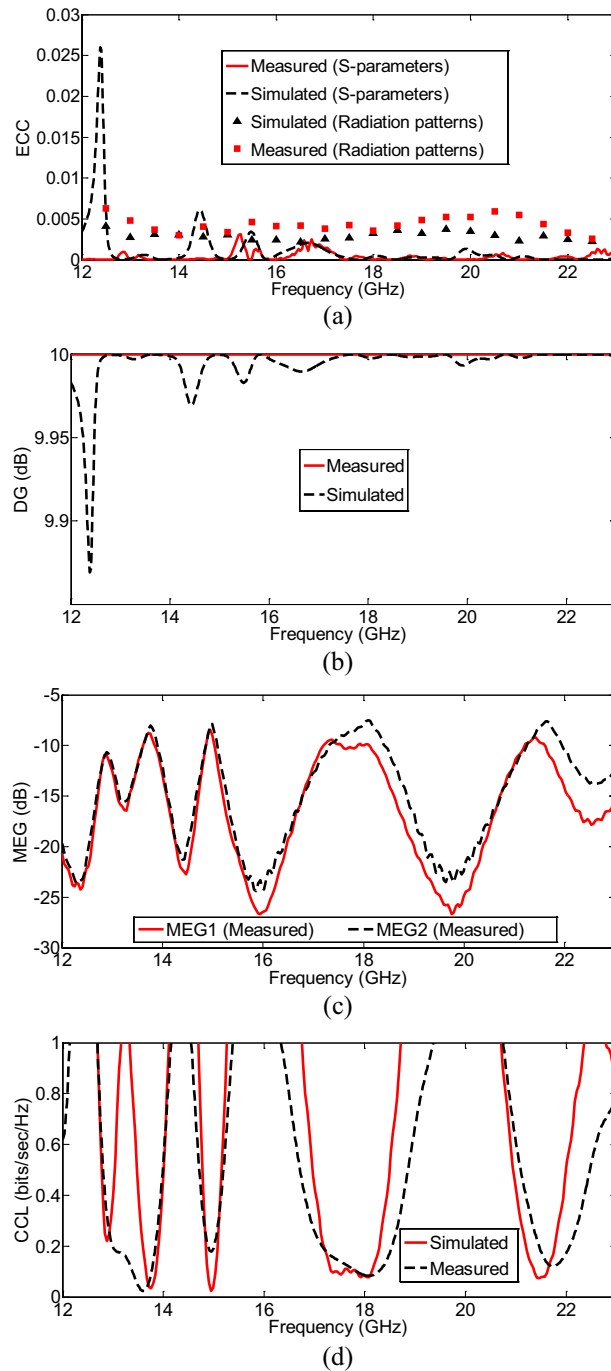 0.03
0.025
0.02
0.015
0.01
0.005
0
ECC
Measured (S-parameters)
Simulated (S-parameters)
Simulated (Radiation patterns)
Measured (Radiation patterns)
12 14 16 18 20 22
Frequency (GHz)
(a)
10
9.95
9.9
DG (dB)
Measured
Simulated
12 14 16 18 20 22
Frequency (GHz)
(b)
-5
-10
-15
-20
-25
-30
MEG (dB)
MEG1 (Measured) MEG2 (Measured)
12 14 16 18 20 22
Frequency (GHz)
(c)
1
0.8
0.6
0.4
0.2
0
CCL (bits/sec/Hz)
Simulated
Measured
12 14 16 18 20 22
Frequency (GHz)
(d)